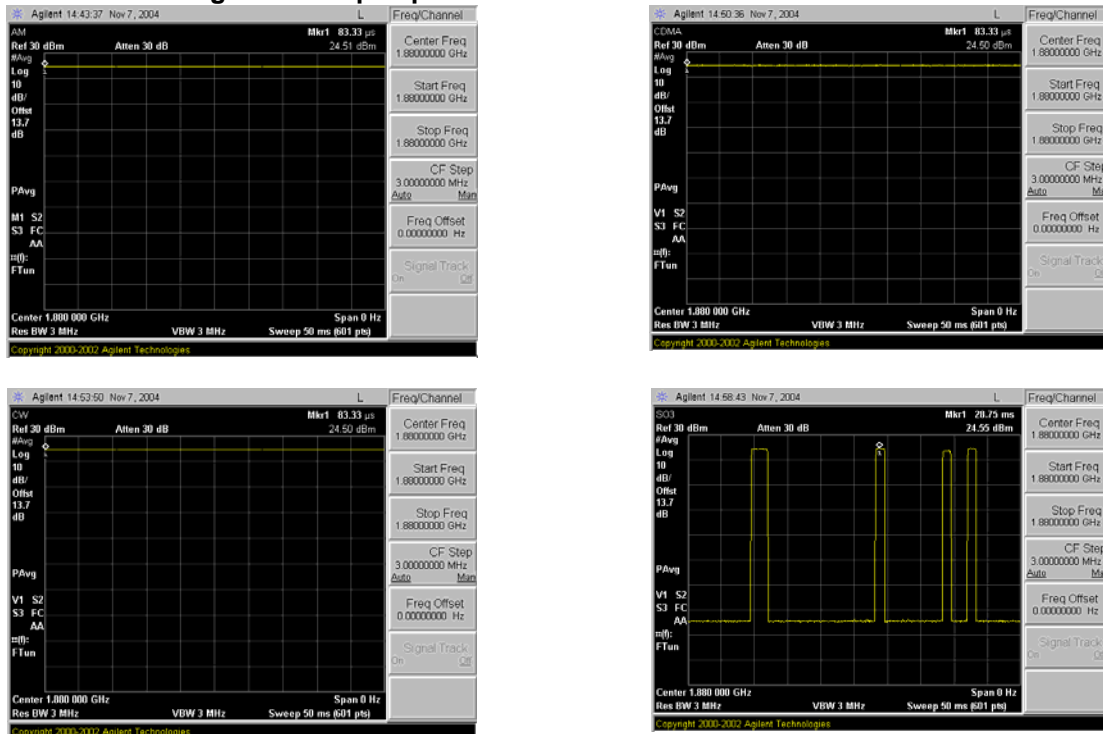 Agilent 14:43:37 Nov 7, 2004 L Freq/Channel
AM Mkr1 83.33 µs
Ref 30 dBm Atten 30 dB 24.51 dBm
#Avg
Log
10
dB/
Offst
13.7
dB
PAvg
M1 S2
S3 FC
AA
¤(f):
FTun
Center 1.880 000 GHz Span 0 Hz
Res BW 3 MHz VBW 3 MHz Sweep 50 ms (601 pts)
Copyright 2000-2002 Agilent Technologies
Center Freq
1.88000000 GHz
Start Freq
1.88000000 GHz
Stop Freq
1.88000000 GHz
CF Step
3.00000000 MHz
Auto Man
Freq Offset
0.00000000 Hz
Signal Track
On Off
Agilent 14:50:36 Nov 7, 2004 L Freq/Channel
CDMA Mkr1 83.33 µs
Ref 30 dBm Atten 30 dB 24.50 dBm
#Avg
Log
10
dB/
Offst
13.7
dB
PAvg
V1 S2
S3 FC
AA
¤(f):
FTun
Center 1.880 000 GHz Span 0 Hz
Res BW 3 MHz VBW 3 MHz Sweep 50 ms (601 pts)
Copyright 2000-2002 Agilent Technologies
Center Freq
1.88000000 GHz
Start Freq
1.88000000 GHz
Stop Freq
1.88000000 GHz
CF Step
3.00000000 MHz
Auto
Freq Offset
0.00000000 Hz
Signal Track
On
Agilent 14:53:50 Nov 7, 2004 L Freq/Channel
CW Mkr1 83.33 µs
Ref 30 dBm Atten 30 dB 24.50 dBm
#Avg
Log
10
dB/
Offst
13.7
dB
PAvg
V1 S2
S3 FC
AA
¤(f):
FTun
Center 1.880 000 GHz Span 0 Hz
Res BW 3 MHz VBW 3 MHz Sweep 50 ms (601 pts)
Copyright 2000-2002 Agilent Technologies
Center Freq
1.88000000 GHz
Start Freq
1.88000000 GHz
Stop Freq
1.88000000 GHz
CF Step
3.00000000 MHz
Auto Man
Freq Offset
0.00000000 Hz
Signal Track
On Off
Agilent 14:58:43 Nov 7, 2004 L Freq/Channel
SO3 Mkr1 20.75 ms
Ref 30 dBm Atten 30 dB 24.55 dBm
#Avg
Log
10
dB/
Offst
13.7
dB
PAvg
V1 S2
S3 FC
AA
¤(f):
FTun
Center 1.880 000 GHz Span 0 Hz
Res BW 3 MHz VBW 3 MHz Sweep 50 ms (601 pts)
Copyright 2000-2002 Agilent Technologies
Center Freq
1.88000000 GHz
Start Freq
1.88000000 GHz
Stop Freq
1.88000000 GHz
CF Step
3.00000000 MHz
Auto
Freq Offset
0.00000000 Hz
Signal Track
On